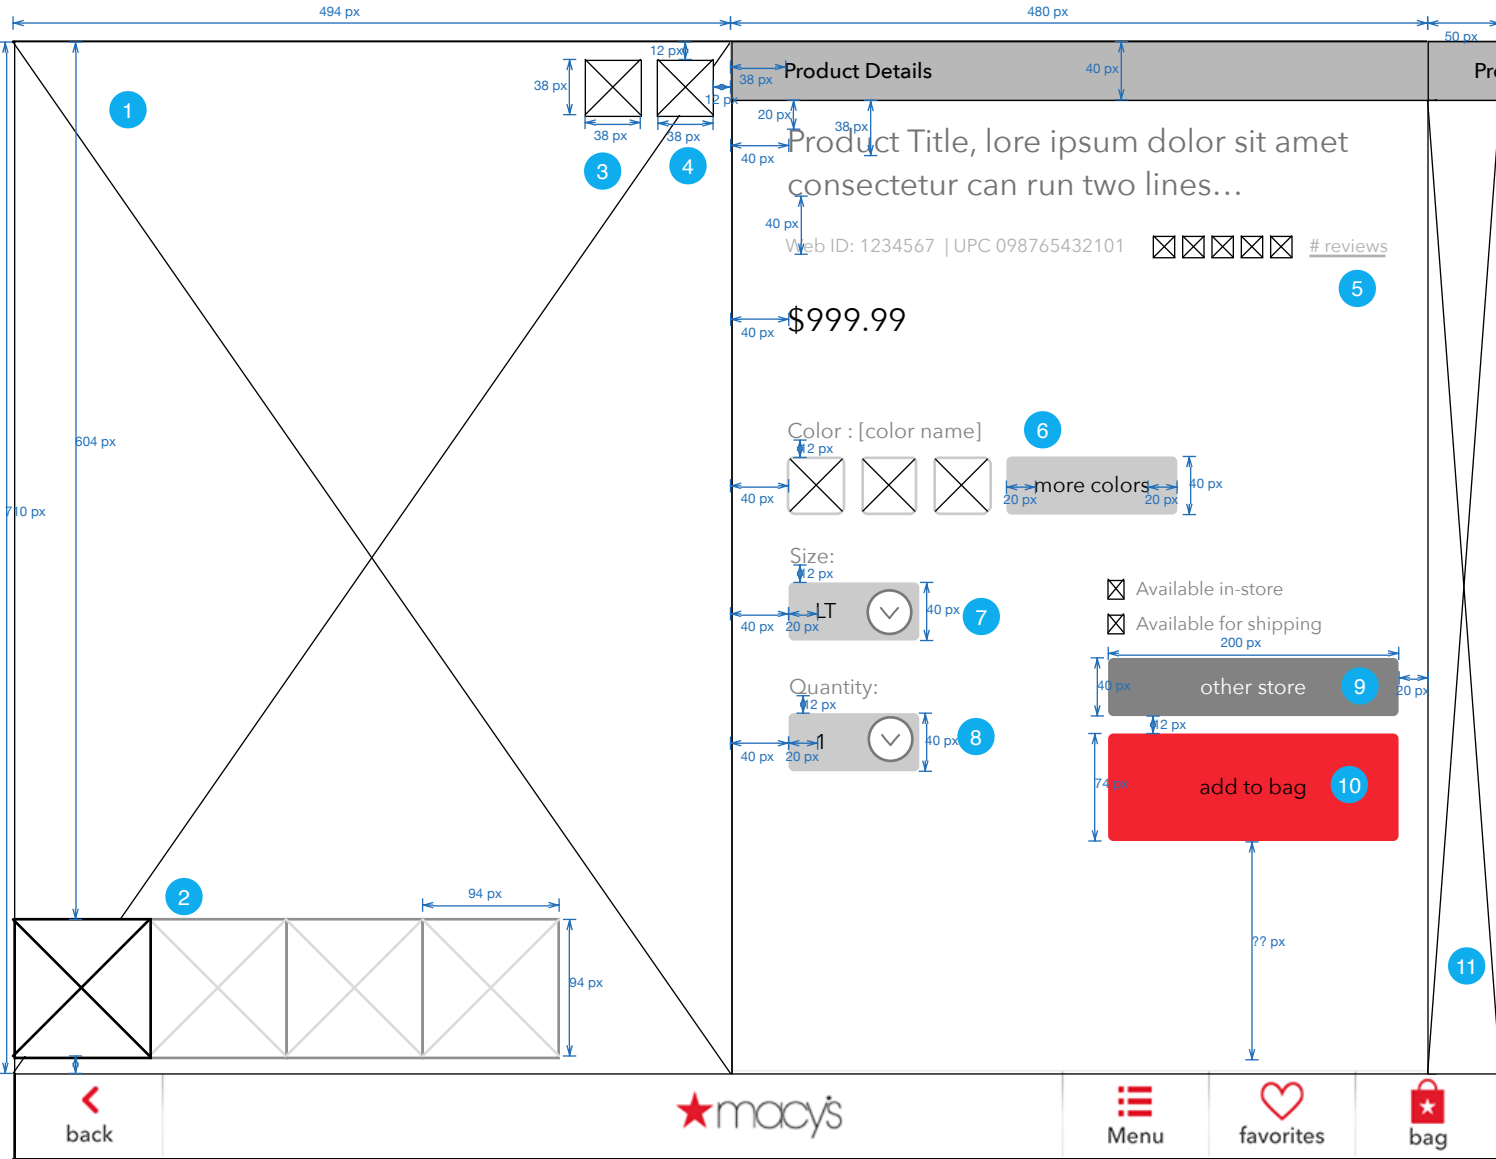 494 px
480 px
50 px
12 px
38 px
38 px
38 px
12 px
1
3
4
38 px
Product Details
40 px
Pr
20 px
38 px
40 px
Product Title, lore ipsum dolor sit amet
consectetur can run two lines...
40 px
Web ID: 1234567 | UPC 098765432101
# reviews
5
40 px
$999.99
604 px
710 px
Color : [color name]
6
12 px
40 px
20 px
more colors
20 px
40 px
Size:
12 px
40 px
20 px
LT
40 px
7
Available in-store
Available for shipping
200 px
40 px
other store
9
20 px
Quantity:
12 px
40 px
20 px
1
40 px
8
12 px
74 px
add to bag
10
?? px
11
2
94 px
94 px
back
macy's
Menu
favorites
bag